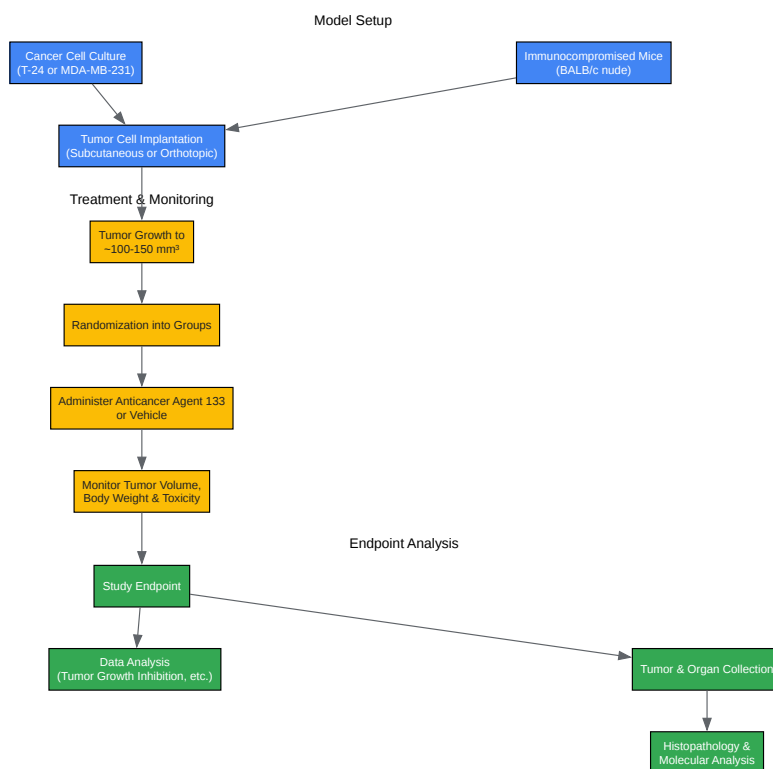 Model Setup
Cancer Cell Culture
(T-24 or MDA-MB-231)
Immunocompromised Mice
(BALB/c nude)
Tumor Cell Implantation
(Subcutaneous or Orthotopic)
Treatment & Monitoring
Tumor Growth to
~100-150 mm³
Randomization into Groups
Administer Anticancer Agent 133
or Vehicle
Monitor Tumor Volume,
Body Weight & Toxicity
Endpoint Analysis
Study Endpoint
Data Analysis
(Tumor Growth Inhibition, etc.)
Tumor & Organ Collection
Histopathology &
Molecular Analysis